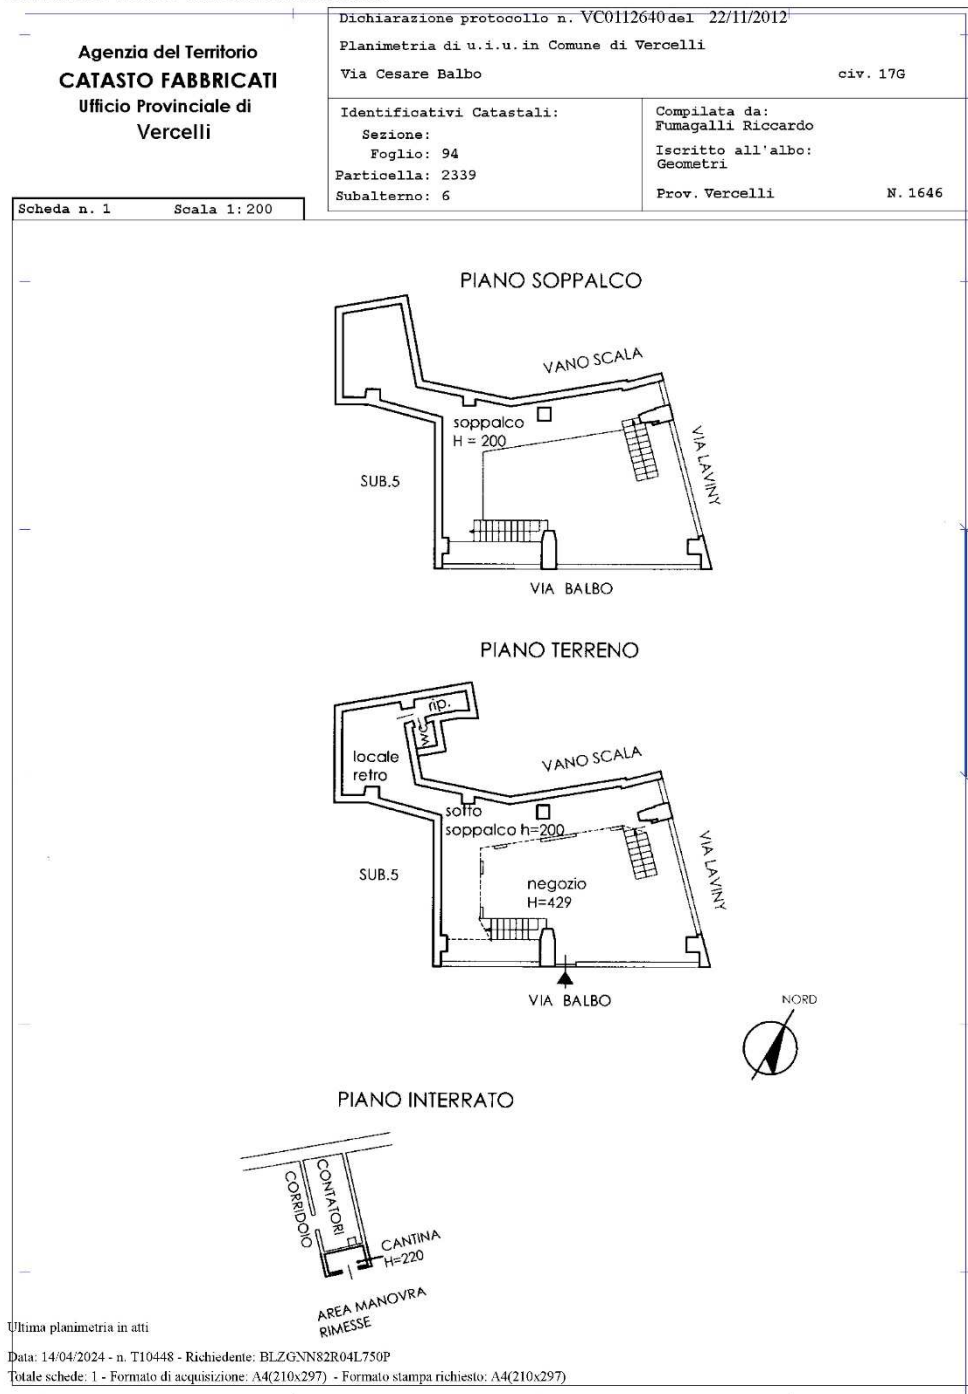 Agenzia del Territorio
CATASTO FABBRICATI
Ufficio Provinciale di
Vercelli
Dichiarazione protocollo n. VC0112640 del 22/11/2012
Planimetria di u.i.u. in Comune di Vercelli
Via Cesare Balbo civ. 17G
Identificativi Catastali:
Sezione:
Foglio: 94
Particella: 2339
Subalterno: 6
Compilata da:
Fumagalli Riccardo
Iscritto all'albo:
Geometri
Prov. Vercelli N. 1646
Scheda n. 1 Scala 1:200
PIANO SOPPALCO
VANO SCALA
soppalco
H = 200
VIA LAVINY
SUB.5
VIA BALBO
PIANO TERRENO
rip.
wc
locale
retro
VANO SCALA
sotto
soppalco h=200
VIA LAVINY
SUB.5
negozio
H=429
VIA BALBO
NORD
PIANO INTERRATO
CORRIDOIO
CONTATORI
CANTINA
H=220
AREA MANOVRA
RIMESSE
Ultima planimetria in atti
Data: 14/04/2024 - n. T10448 - Richiedente: BLZGNN82R04L750P
Totale schede: 1 - Formato di acquisizione: A4(210x297) - Formato stampa richiesto: A4(210x297)